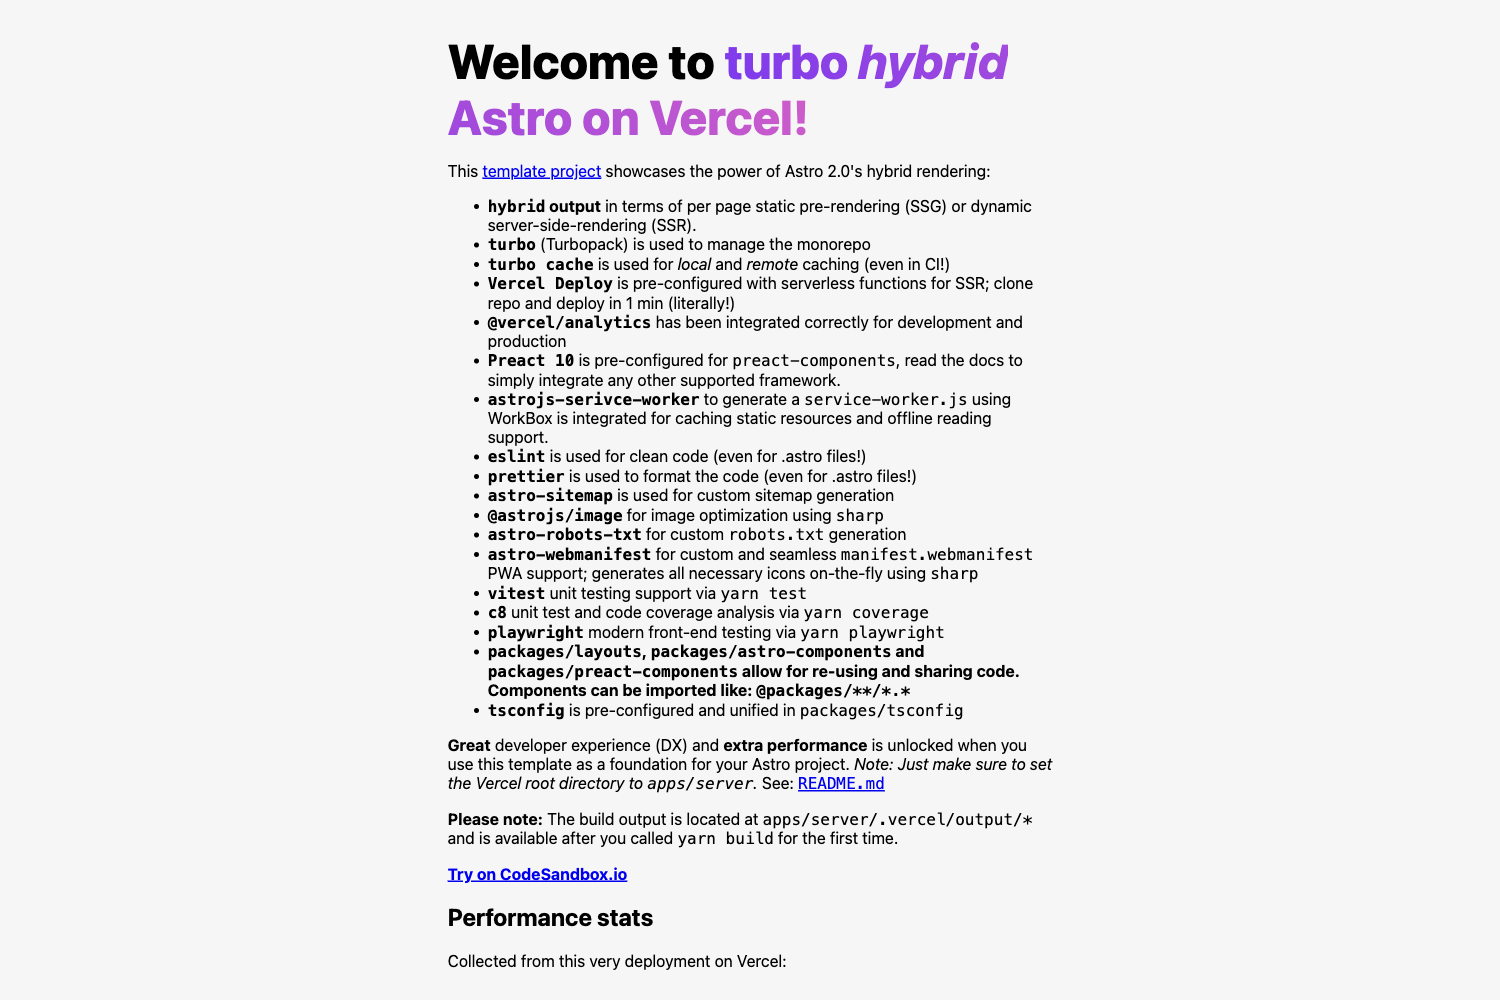 Welcome to turbo hybrid
Astro on Vercel!
This template project showcases the power of Astro 2.0's hybrid rendering:
• hybrid output in terms of per page static pre-rendering (SSG) or dynamic
server-side-rendering (SSR).
• turbo (Turbopack) is used to manage the monorepo
• turbo cache is used for local and remote caching (even in CI!)
• Vercel Deploy is pre-configured with serverless functions for SSR; clone
repo and deploy in 1 min (literally!)
• @vercel/analytics has been integrated correctly for development and
production
• Preact 10 is pre-configured for preact-components, read the docs to
simply integrate any other supported framework.
• astrojs-serivce-worker to generate a service-worker.js using
WorkBox is integrated for caching static resources and offline reading
support.
• eslint is used for clean code (even for .astro files!)
• prettier is used to format the code (even for .astro files!)
• astro-sitemap is used for custom sitemap generation
• @astrojs/image for image optimization using sharp
• astro-robots-txt for custom robots.txt generation
• astro-webmanifest for custom and seamless manifest.webmanifest
PWA support; generates all necessary icons on-the-fly using sharp
• vitest unit testing support via yarn test
• c8 unit test and code coverage analysis via yarn coverage
• playwright modern front-end testing via yarn playwright
• packages/layouts, packages/astro-components and
packages/preact-components allow for re-using and sharing code.
Components can be imported like: @packages/**/*.*
• tsconfig is pre-configured and unified in packages/tsconfig
Great developer experience (DX) and extra performance is unlocked when you
use this template as a foundation for your Astro project. Note: Just make sure to set
the Vercel root directory to apps/server. See: README.md
Please note: The build output is located at apps/server/.vercel/output/*
and is available after you called yarn build for the first time.
Try on CodeSandbox.io
Performance stats
Collected from this very deployment on Vercel: